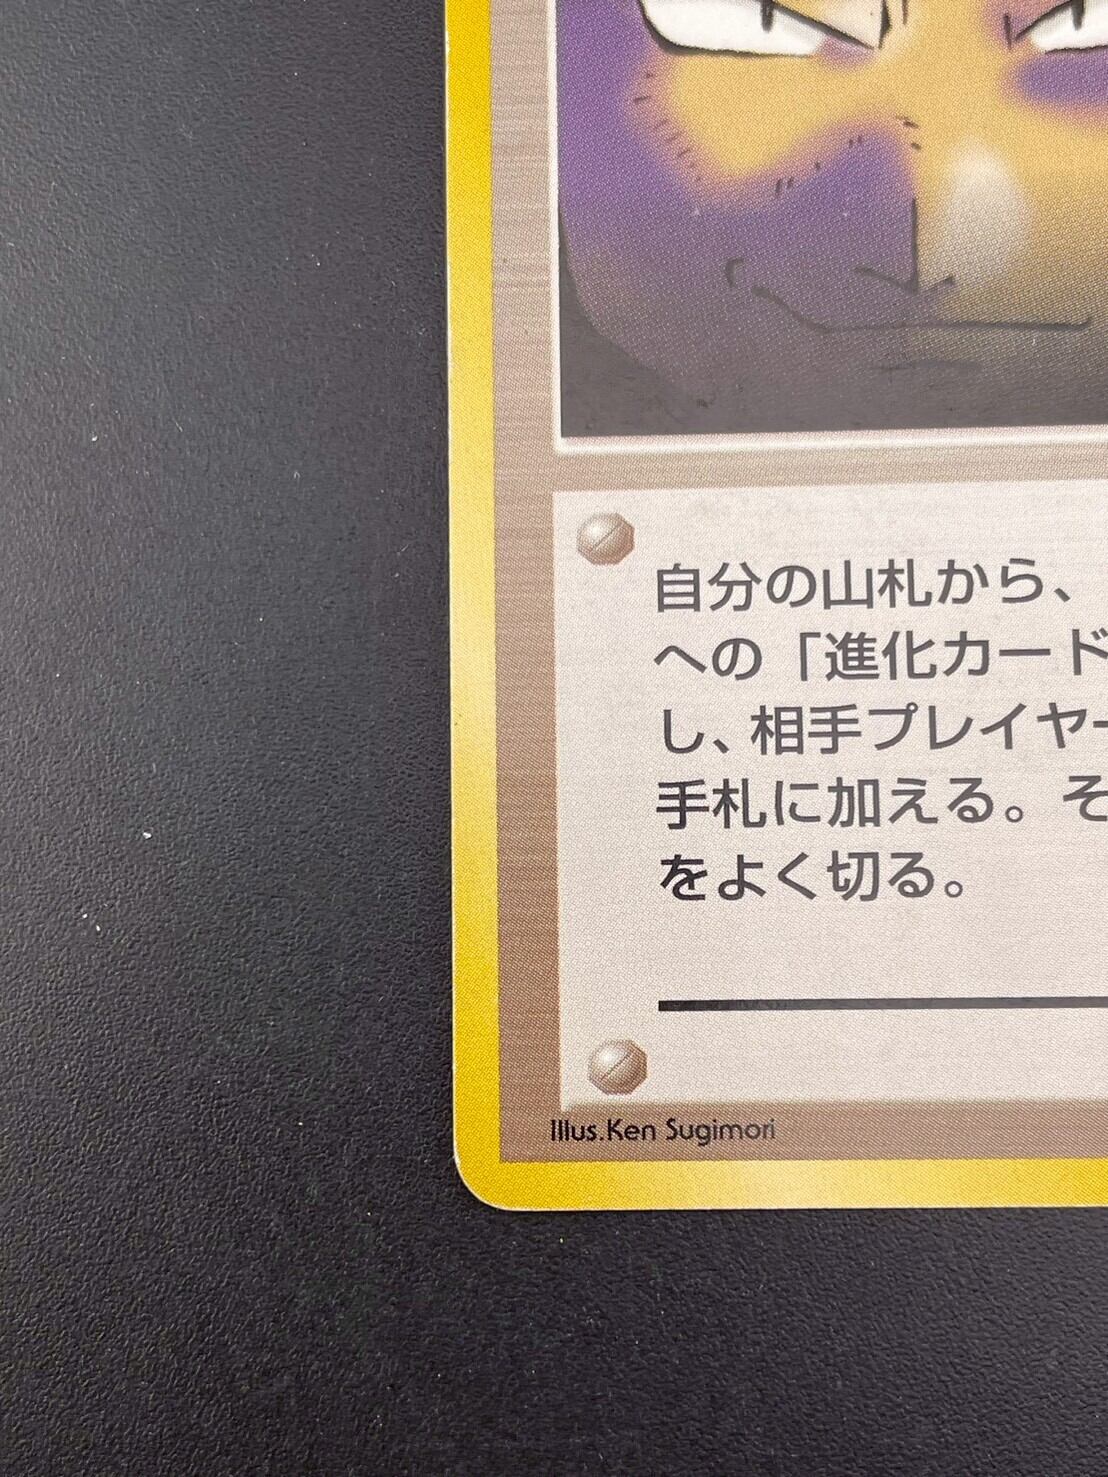 自分の山札から、
への「進化カード
し、相手プレイヤー
手札に加える。そ
をよく切る。
Illus.Ken Sugimori